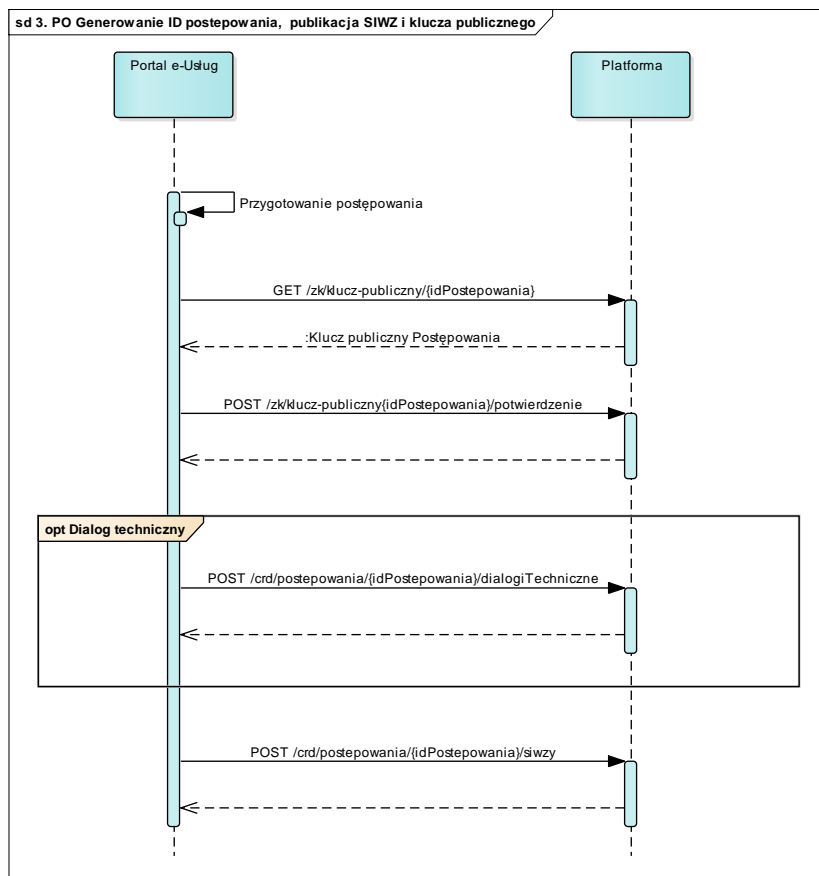 sd 3. PO Generowanie ID postepowania, publikacja SIWZ i klucza publicznego
Portal e-Usług
Platforma
Przygotowanie postępowania
GET /zk/klucz-publiczny/{idPostepowania}
:Klucz publiczny Postępowania
POST /zk/klucz-publiczny{idPostepowania}/potwierdzenie
opt Dialog techniczny
POST /crd/postepowania/{idPostepowania}/dialogiTechniczne
POST /crd/postepowania/{idPostepowania}/siwzy